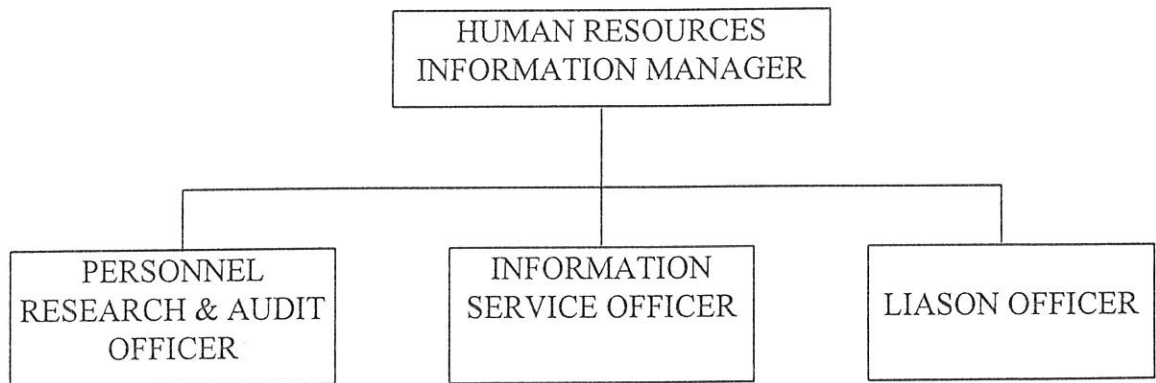 HUMAN RESOURCES
INFORMATION MANAGER
PERSONNEL
RESEARCH & AUDIT
OFFICER
INFORMATION
SERVICE OFFICER
LIASON OFFICER